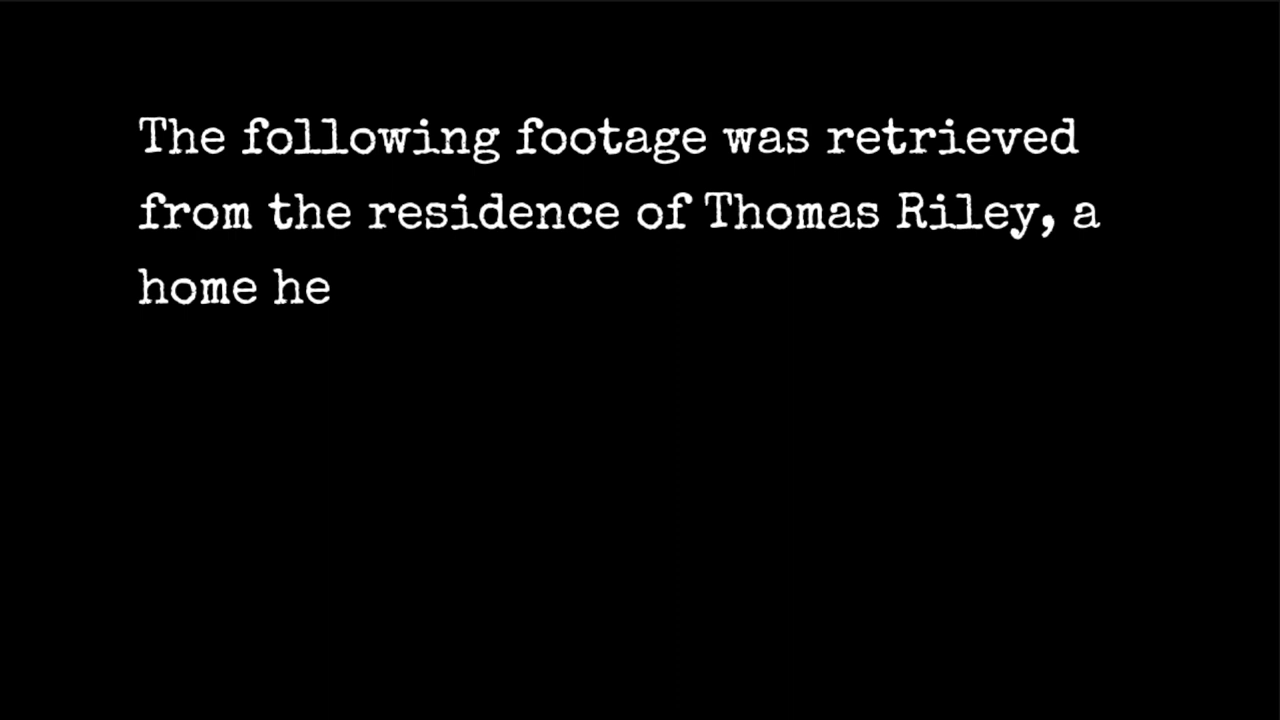 The following footage was retrieved
from the residence of Thomas Riley, a
home he